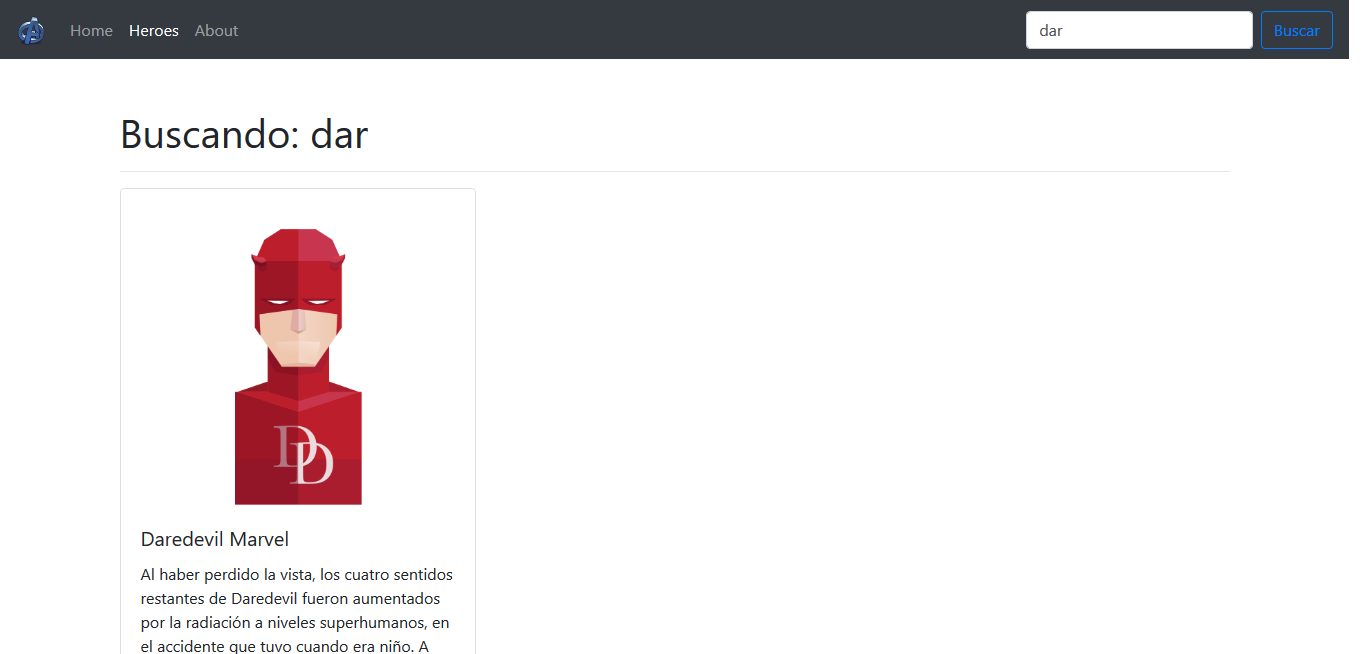 Home Heroes About dar Buscar
Buscando: dar
DD
Daredevil Marvel
Al haber perdido la vista, los cuatro sentidos
restantes de Daredevil fueron aumentados
por la radiación a niveles superhumanos, en
el accidente que tuvo cuando era niño. A